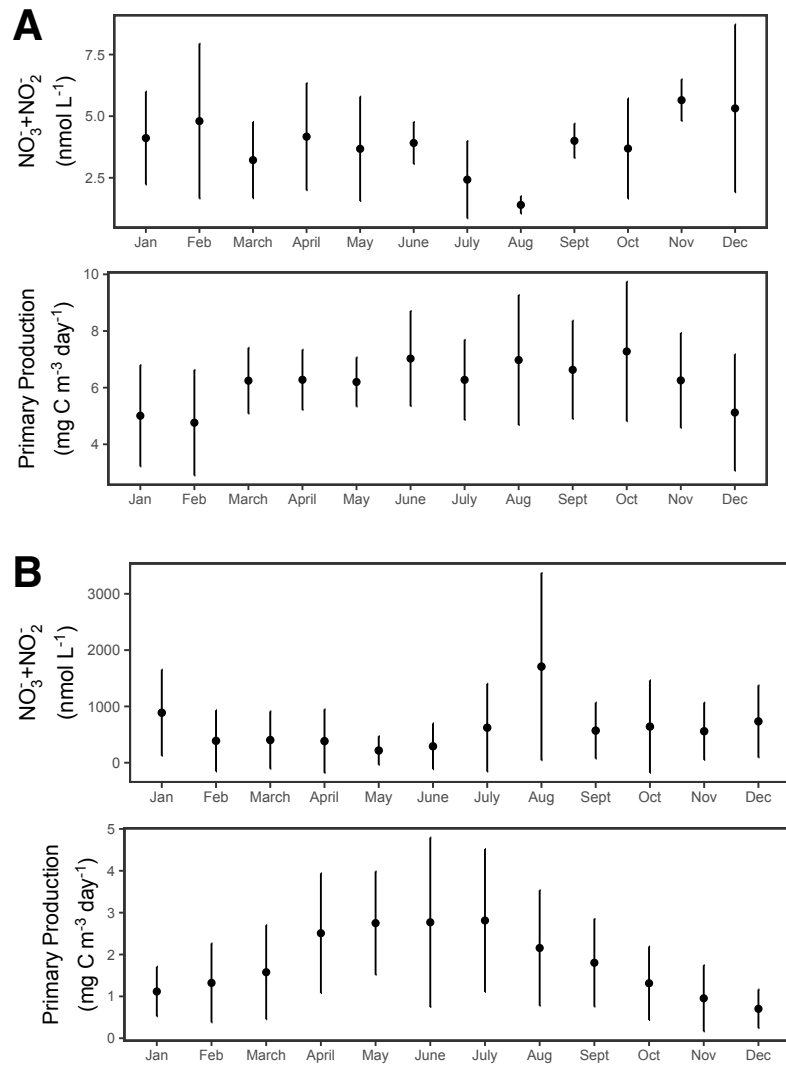 A
NO₃⁻+NO₂⁻
(nmol L⁻¹)
7.5
5.0
2.5
Jan Feb March April May June July Aug Sept Oct Nov Dec
Primary Production
(mg C m⁻³ day⁻¹)
10
8
6
4
Jan Feb March April May June July Aug Sept Oct Nov Dec
B
NO₃⁻+NO₂⁻
(nmol L⁻¹)
3000
2000
1000
0
Jan Feb March April May June July Aug Sept Oct Nov Dec
Primary Production
(mg C m⁻³ day⁻¹)
5
4
3
2
1
0
Jan Feb March April May June July Aug Sept Oct Nov Dec